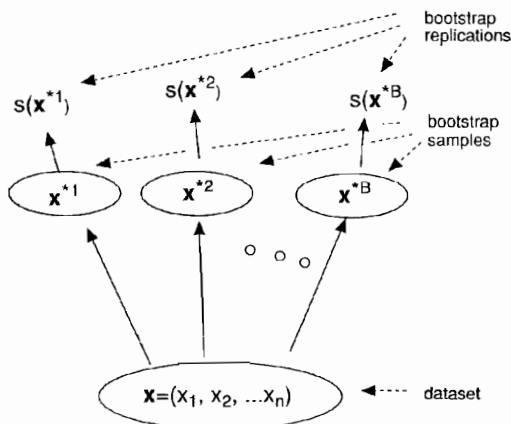 bootstrap
replications
s(x*1)
s(x*2)
s(x*B)
bootstrap
samples
x*1
x*2
x*B
x=(x1, x2, ...xn)
dataset